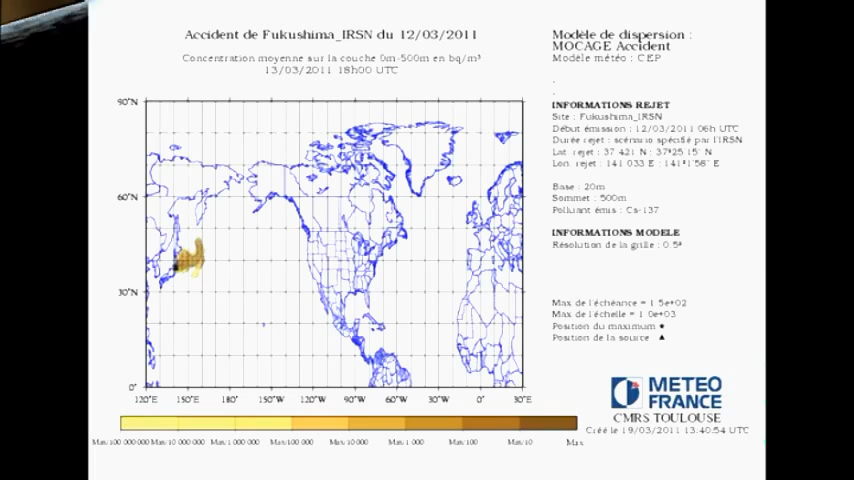 Accident de Fukushima_IRSN du 12/03/2011
Concentration moyenne sur la couche 0m-500m en bq/m³
13/03/2011 18h00 UTC
Modèle de dispersion :
MOCAGE Accident
Modèle météo : CEP
.
.
INFORMATIONS REJET
Site : Fukushima_IRSN
Début émission : 12/03/2011 06h UTC
Durée rejet : scénario spécifié par l'IRSN
Lat. rejet : 37.421 N : 37°25'15'' N
Lon. rejet : 141.033 E : 141°1'58'' E
Base : 20m
Sommet : 500m
Polluant émis : Cs-137
INFORMATIONS MODELE
Résolution de la grille : 0.5°
Max de l'échéance = 1.5e+02
Max de l'échelle = 1.0e+03
Position du maximum ★
Position de la source ▲
90°N
60°N
30°N
0°
120°E 150°E 180° 150°W 120°W 90°W 60°W 30°W 0° 30°E
Max/100 000 000 Max/10 000 000 Max/1 000 000 Max/100 000 Max/10 000 Max/1 000 Max/100 Max/10 Max
METEO
FRANCE
CMRS TOULOUSE
Créé le 19/03/2011 13:40:54 UTC